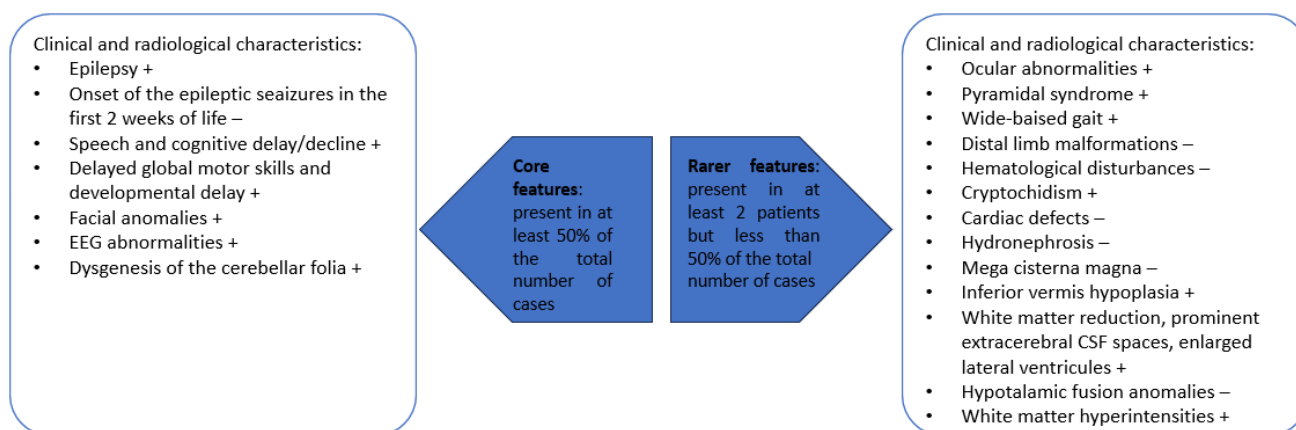 Clinical and radiological characteristics:
• Epilepsy +
• Onset of the epileptic seaizures in the
first 2 weeks of life –
• Speech and cognitive delay/decline +
• Delayed global motor skills and
developmental delay +
• Facial anomalies +
• EEG abnormalities +
• Dysgenesis of the cerebellar folia +
Core
features:
present in at
least 50% of
the total
number of
cases
Rarer features:
present in at
least 2 patients
but less than
50% of the total
number of cases
Clinical and radiological characteristics:
• Ocular abnormalities +
• Pyramidal syndrome +
• Wide-baised gait +
• Distal limb malformations –
• Hematological disturbances –
• Cryptochidism +
• Cardiac defects –
• Hydronephrosis –
• Mega cisterna magna –
• Inferior vermis hypoplasia +
• White matter reduction, prominent
extracerebral CSF spaces, enlarged
lateral ventricules +
• Hypotalamic fusion anomalies –
• White matter hyperintensities +